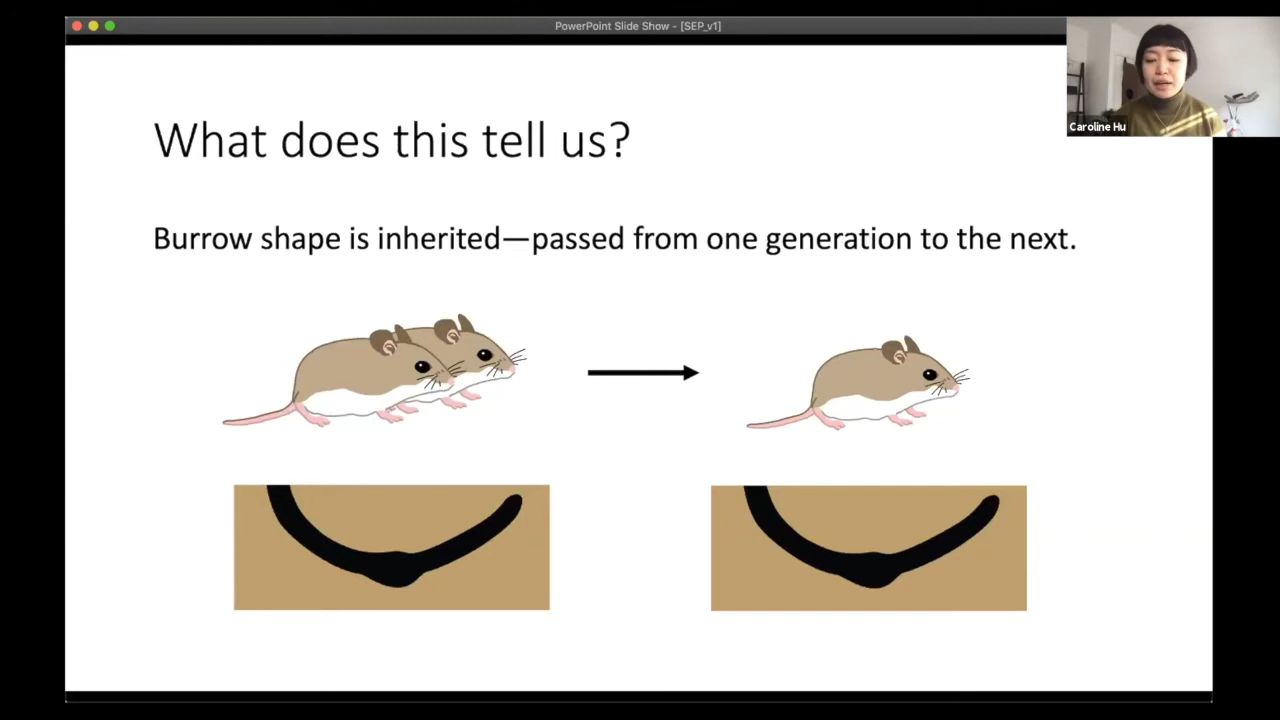 PowerPoint Slide Show - [SEP_v1]
Caroline Hu
What does this tell us?
Burrow shape is inherited—passed from one generation to the next.